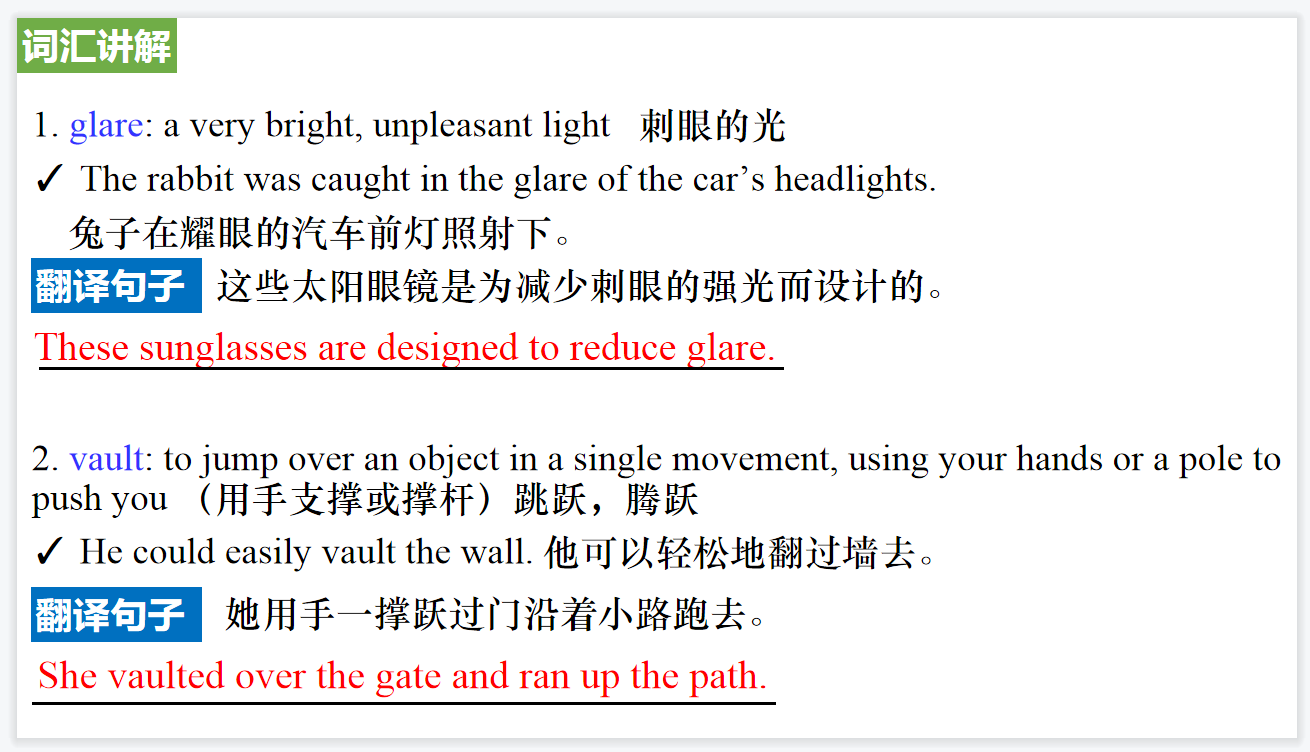 词汇讲解
1. glare: a very bright, unpleasant light 刺眼的光
✓ The rabbit was caught in the glare of the car’s headlights.
兔子在耀眼的汽车前灯照射下。
翻译句子 这些太阳眼镜是为减少刺眼的强光而设计的。
These sunglasses are designed to reduce glare.
2. vault: to jump over an object in a single movement, using your hands or a pole to
push you （用手支撑或撑杆）跳跃，腾跃
✓ He could easily vault the wall. 他可以轻松地翻过墙去。
翻译句子 她用手一撑跃过门沿着小路跑去。
She vaulted over the gate and ran up the path.